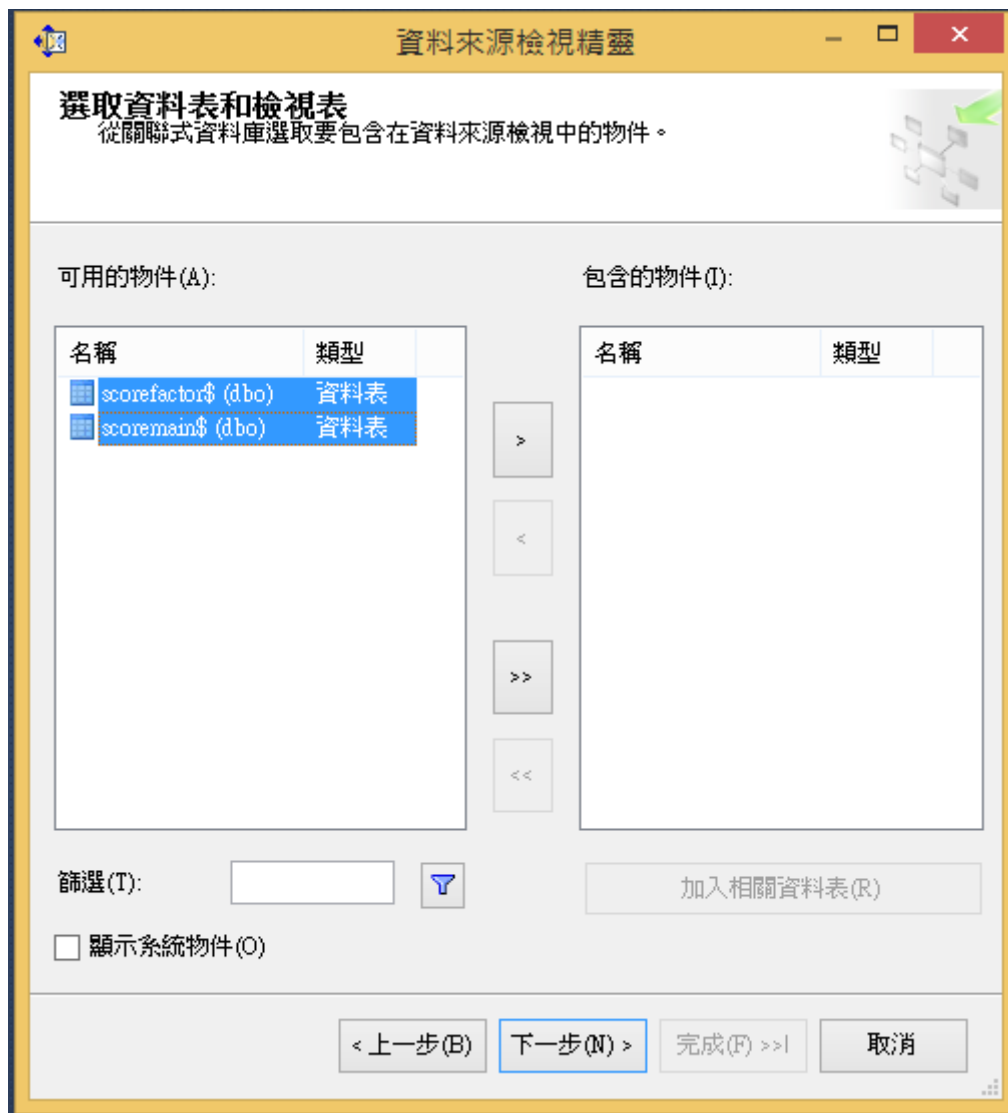 資料來源檢視精靈
選取資料表和檢視表
從關聯式資料庫選取要包含在資料來源檢視中的物件。
可用的物件(A):
包含的物件(I):
名稱 類型
名稱 類型
scorefactor$ (dbo) 資料表
scoremain$ (dbo) 資料表
>
<
>>
<<
篩選(T):
加入相關資料表(R)
顯示系統物件(O)
< 上一步(B) 下一步(N) > 完成(F) >>| 取消